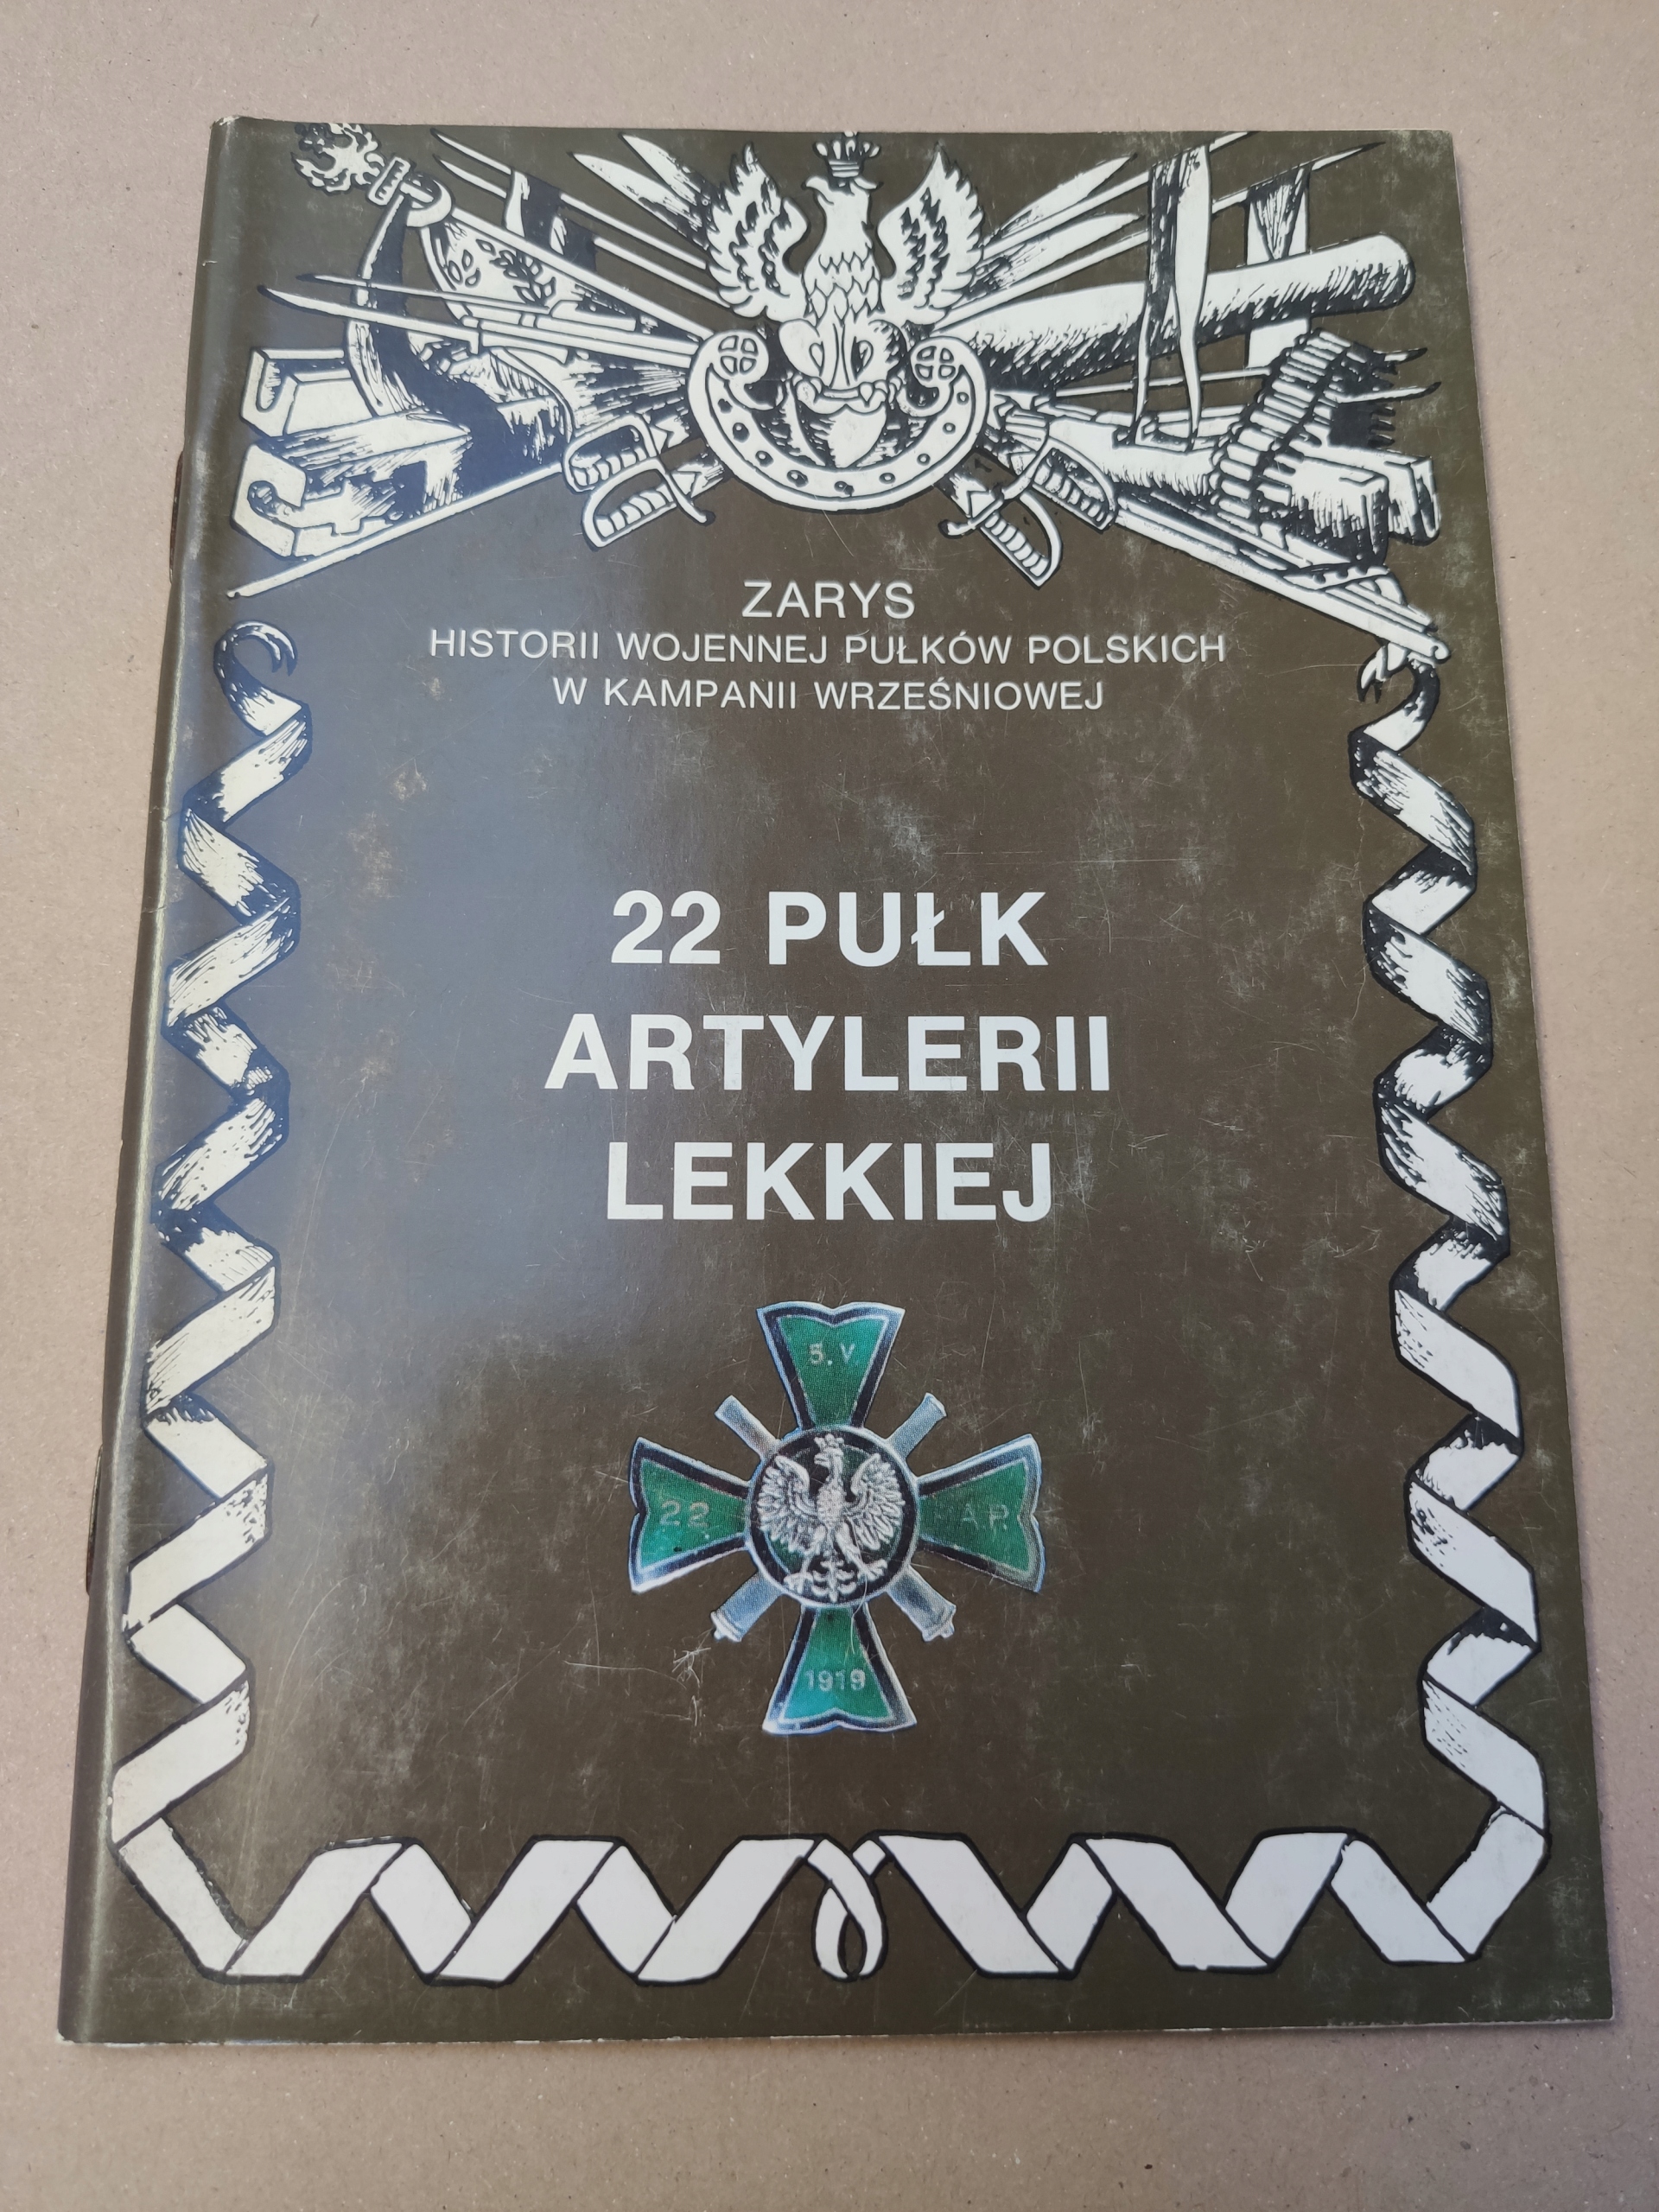 ZARYS
HISTORII WOJENNEJ PUŁKÓW POLSKICH
W KAMPANII WRZEŚNIOWEJ
22 PUŁK
ARTYLERII
LEKKIEJ
5. V
22. A.P.
1919